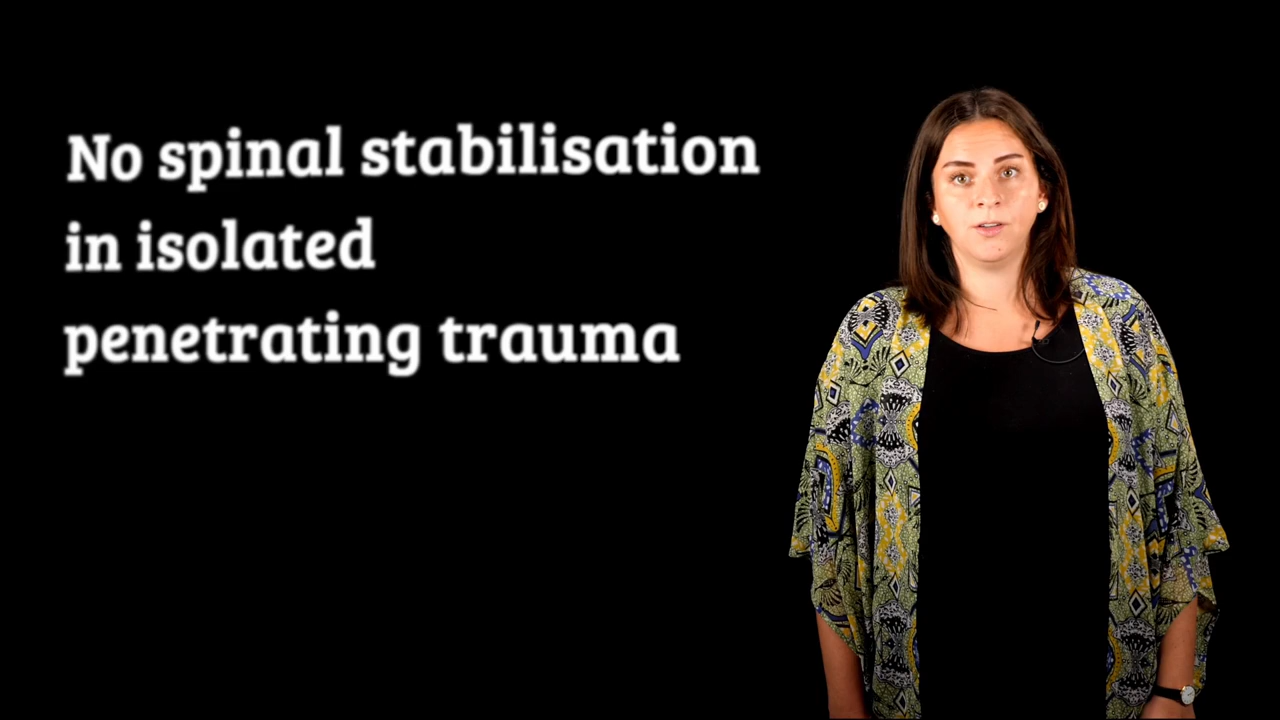 No spinal stabilisation
in isolated
penetrating trauma